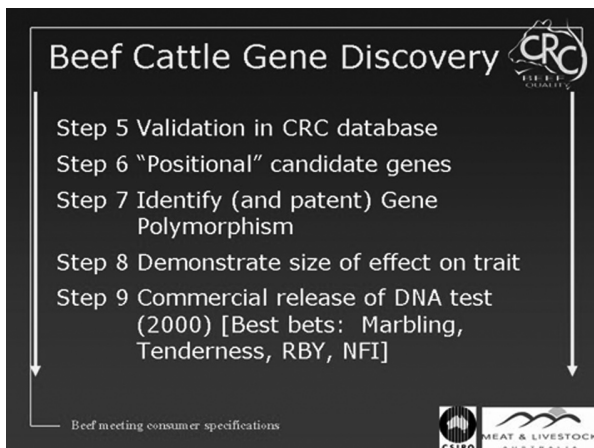 Beef Cattle Gene Discovery
CRC
BEEF
QUALITY
Step 5 Validation in CRC database
Step 6 “Positional” candidate genes
Step 7 Identify (and patent) Gene
Polymorphism
Step 8 Demonstrate size of effect on trait
Step 9 Commercial release of DNA test
(2000) [Best bets: Marbling,
Tenderness, RBY, NFI]
Beef meeting consumer specifications
CSIRO
MEAT & LIVESTOCK
AUSTRALIA